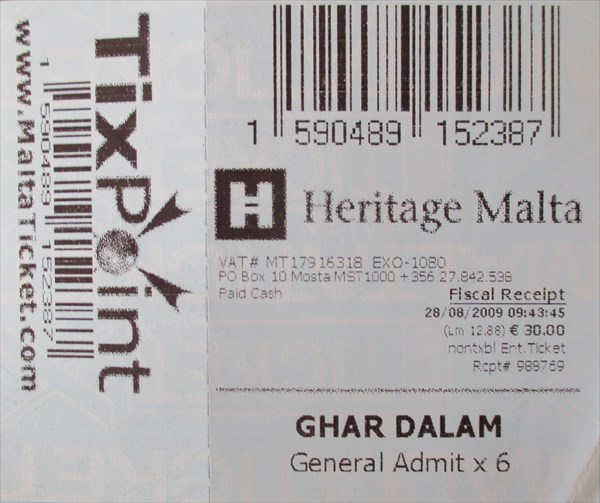 TixPoint
1 590489 152387
www.MaltaTicket.com
1 590489 152387
H Heritage Malta
VAT# MT17916318 EXO-1080
PO Box 10 Mosta MST1000 +356.27.842.538
Paid Cash
Fiscal Receipt
28/08/2009 09:43:45
(Lm 12.88) € 30.00
nontxbl Ent.Ticket
Rcpt# 988769
GHAR DALAM
General Admit x 6